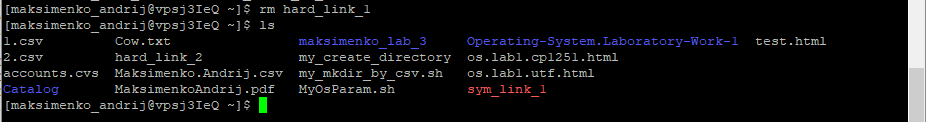 [maksimenko_andrij@vpsj3IeQ ~]$ rm hard_link_1
[maksimenko_andrij@vpsj3IeQ ~]$ ls
1.csv Cow.txt maksimenko_lab_3 Operating-System.Laboratory-Work-1 test.html
2.csv hard_link_2 my_create_directory os.lab1.cp1251.html
accounts.cvs Maksimenko.Andrij.csv my_mkdir_by_csv.sh os.lab1.utf.html
Catalog MaksimenkoAndrij.pdf MyOsParam.sh sym_link_1
[maksimenko_andrij@vpsj3IeQ ~]$